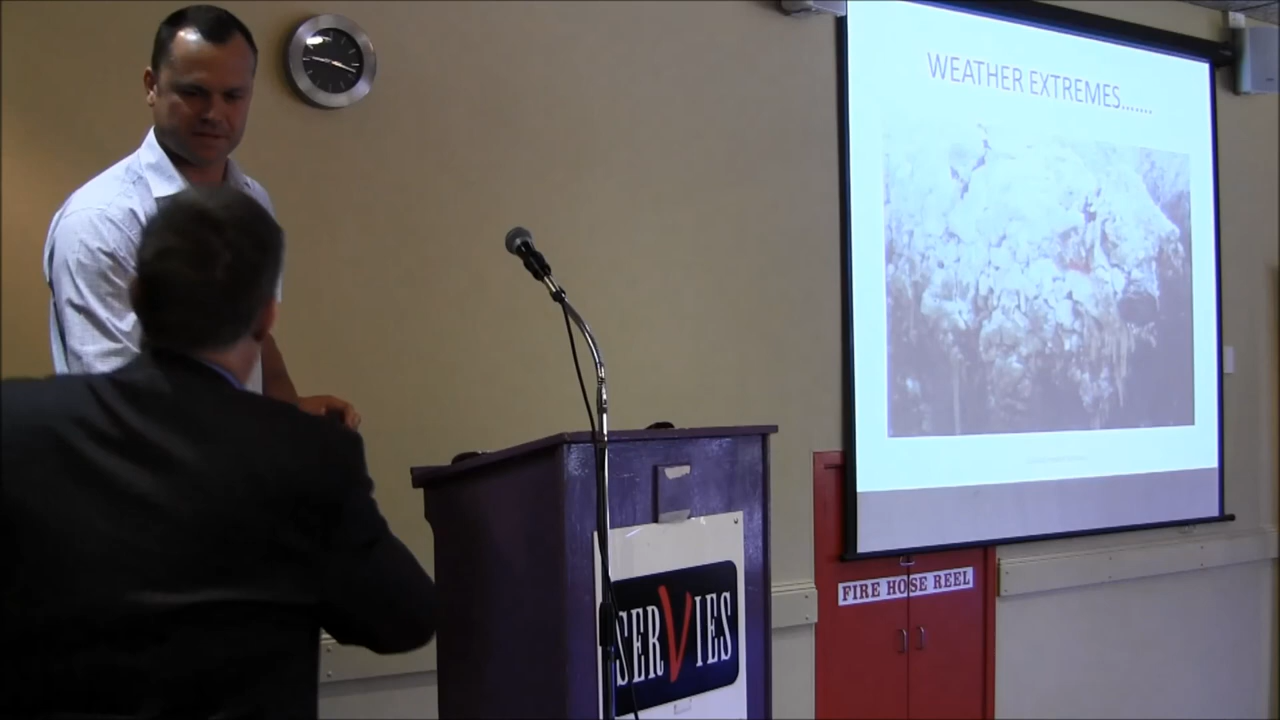 WEATHER EXTREMES.......
FIRE HOSE REEL
SERVIES